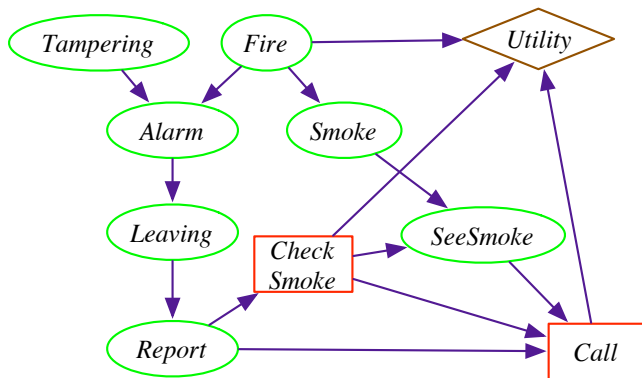 Tampering
Fire
Utility
Alarm
Smoke
Leaving
SeeSmoke
Check
Smoke
Report
Call